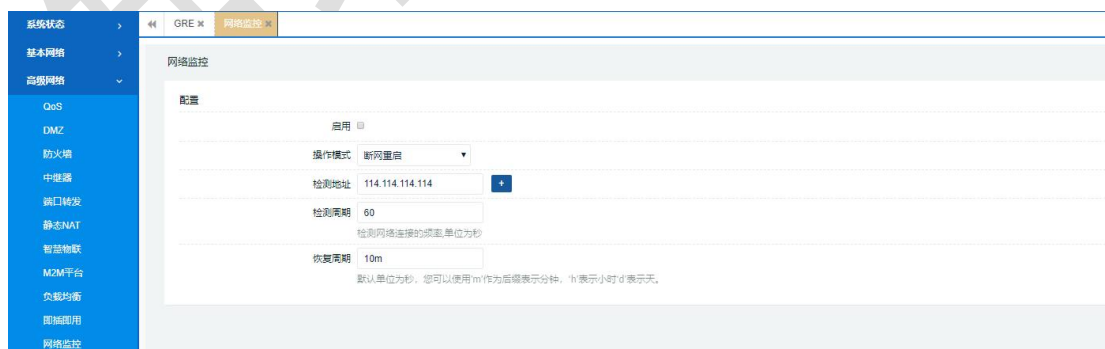 系统状态
基本网络
高级网络
QoS
DMZ
防火墙
中继器
端口转发
静态NAT
智慧物联
M2M平台
负载均衡
即插即用
网络监控
GRE
网络监控
网络监控
配置
启用
操作模式 断网重启
检测地址 114.114.114.114 +
检测周期 60
检测网络连接的频率,单位为秒
恢复周期 10m
默认单位为秒，您可以使用'm'作为后缀表示分钟，'h'表示小时'd'表示天。